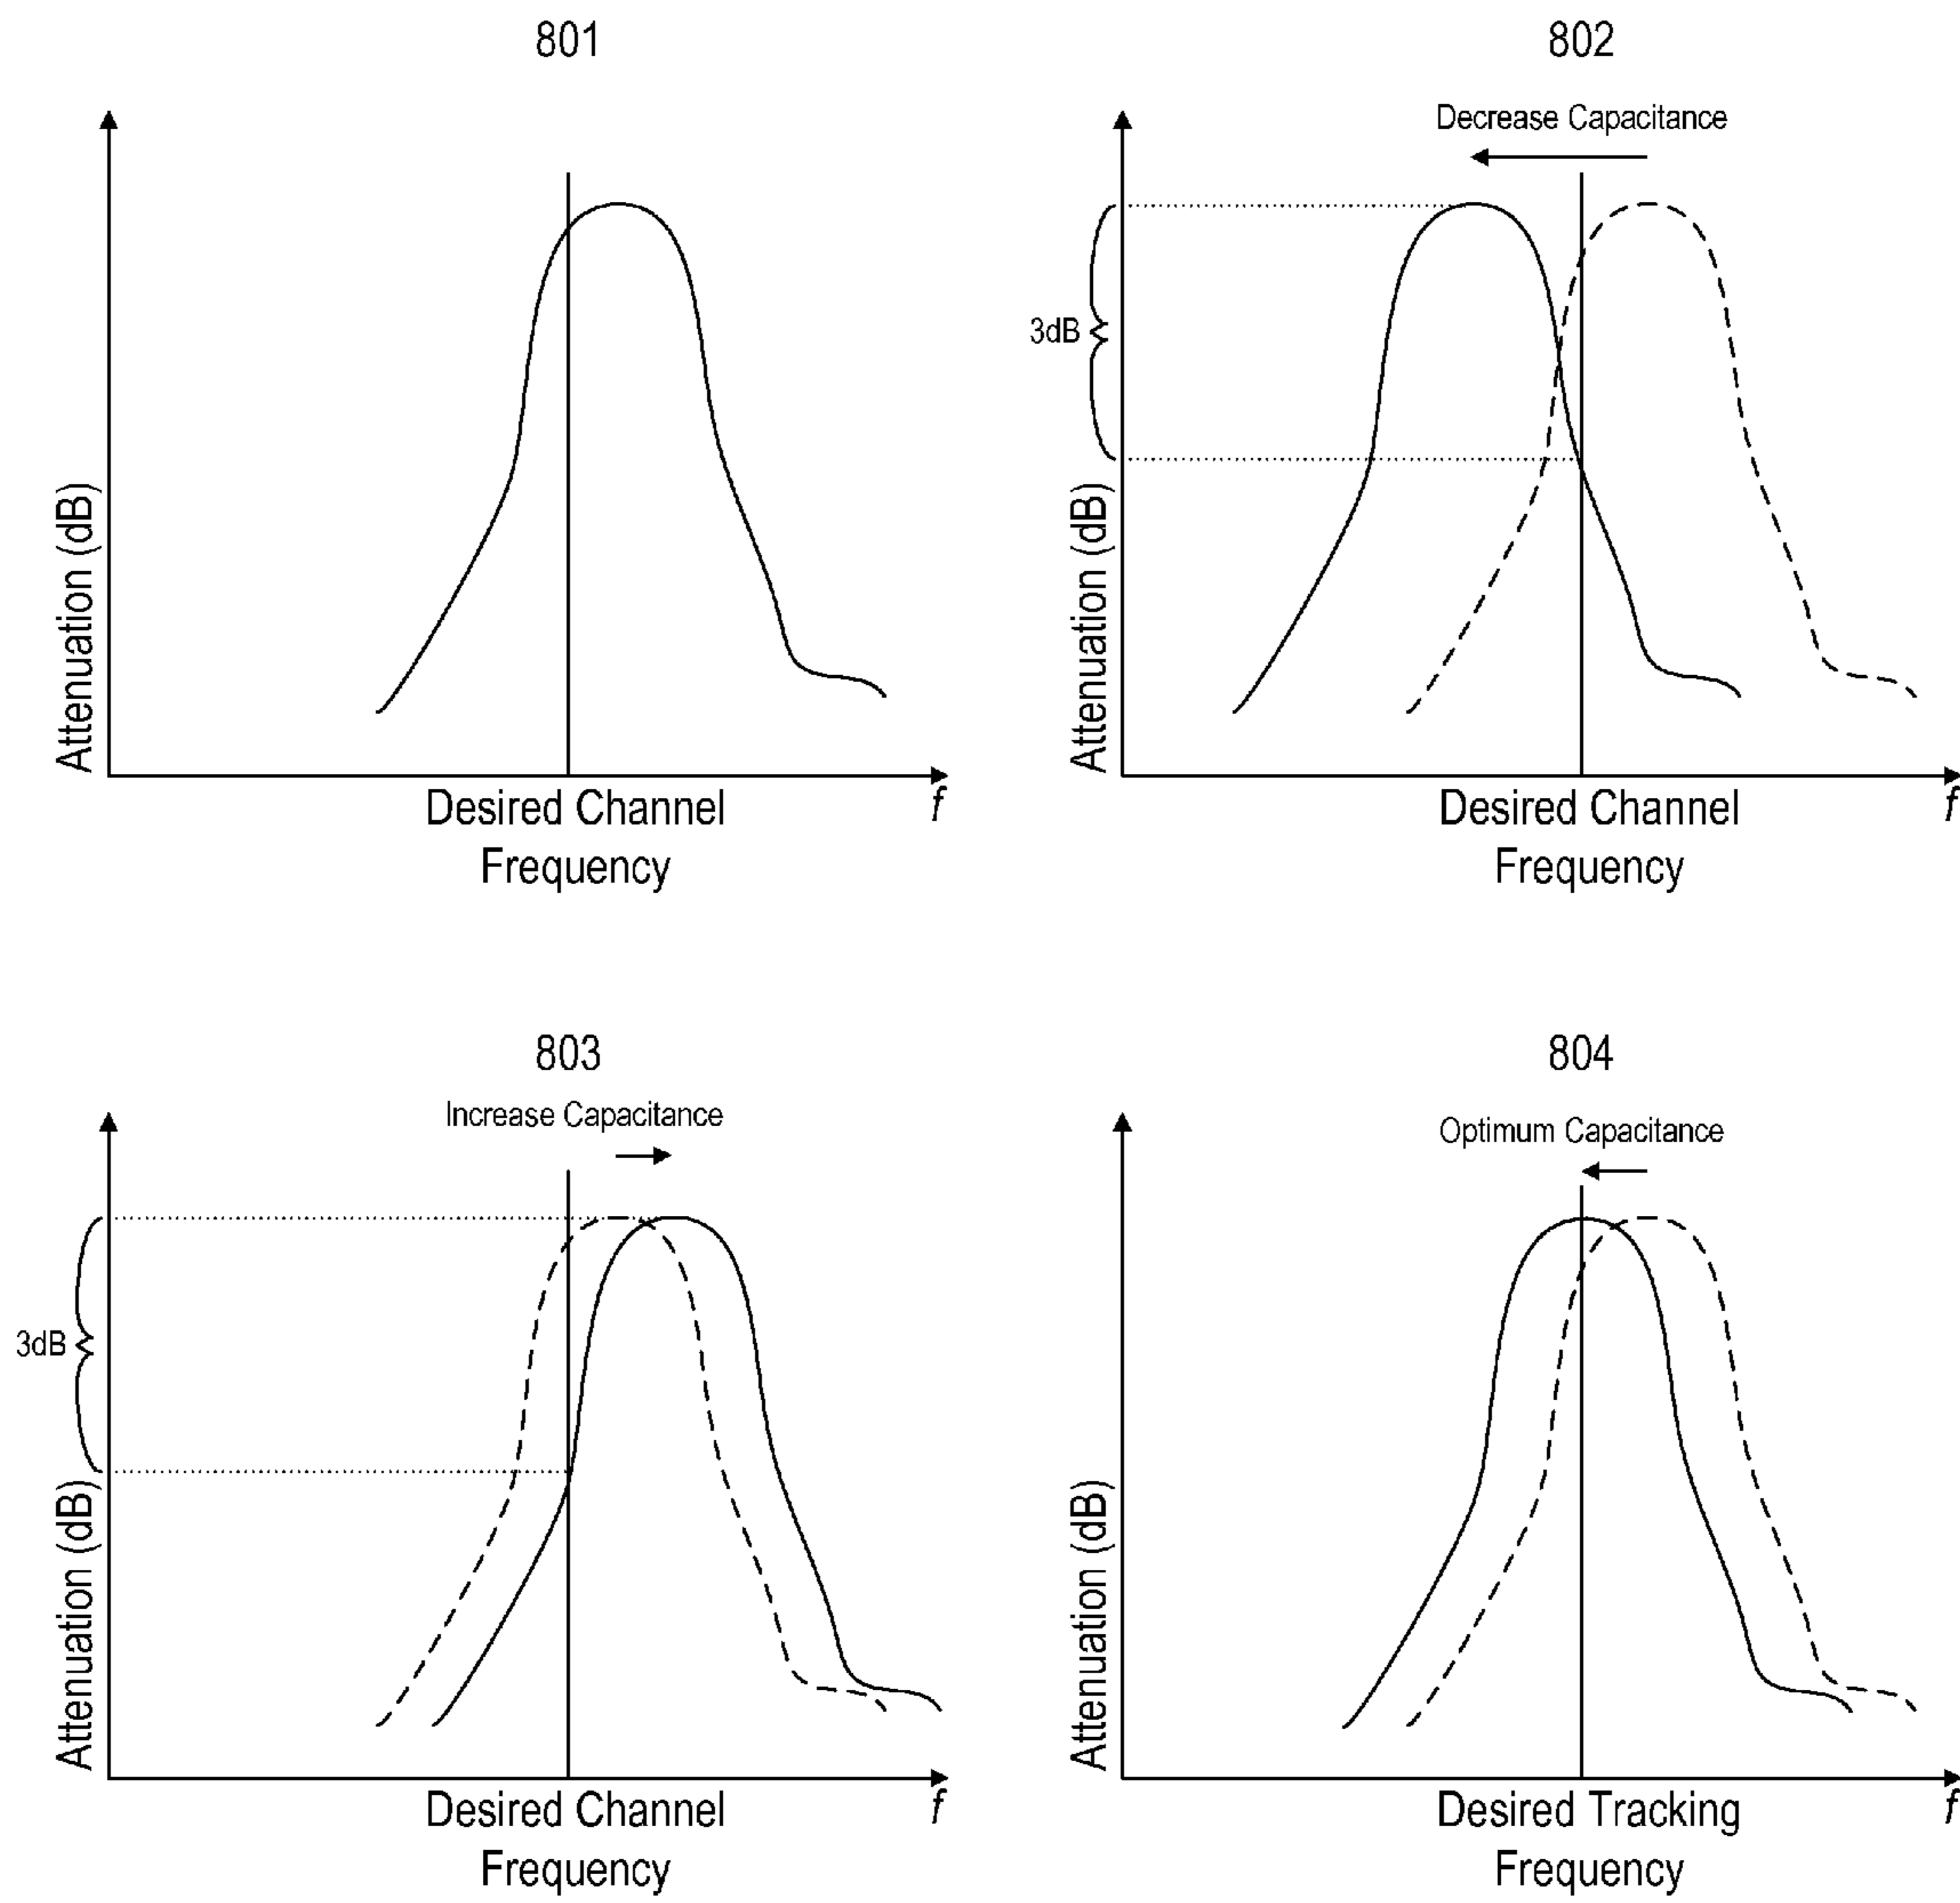 801
Attenuation (dB)
Desired Channel
Frequency
f
802
Decrease Capacitance
3dB
Attenuation (dB)
Desired Channel
Frequency
f
803
Increase Capacitance
3dB
Attenuation (dB)
Desired Channel
Frequency
f
804
Optimum Capacitance
Attenuation (dB)
Desired Tracking
Frequency
f